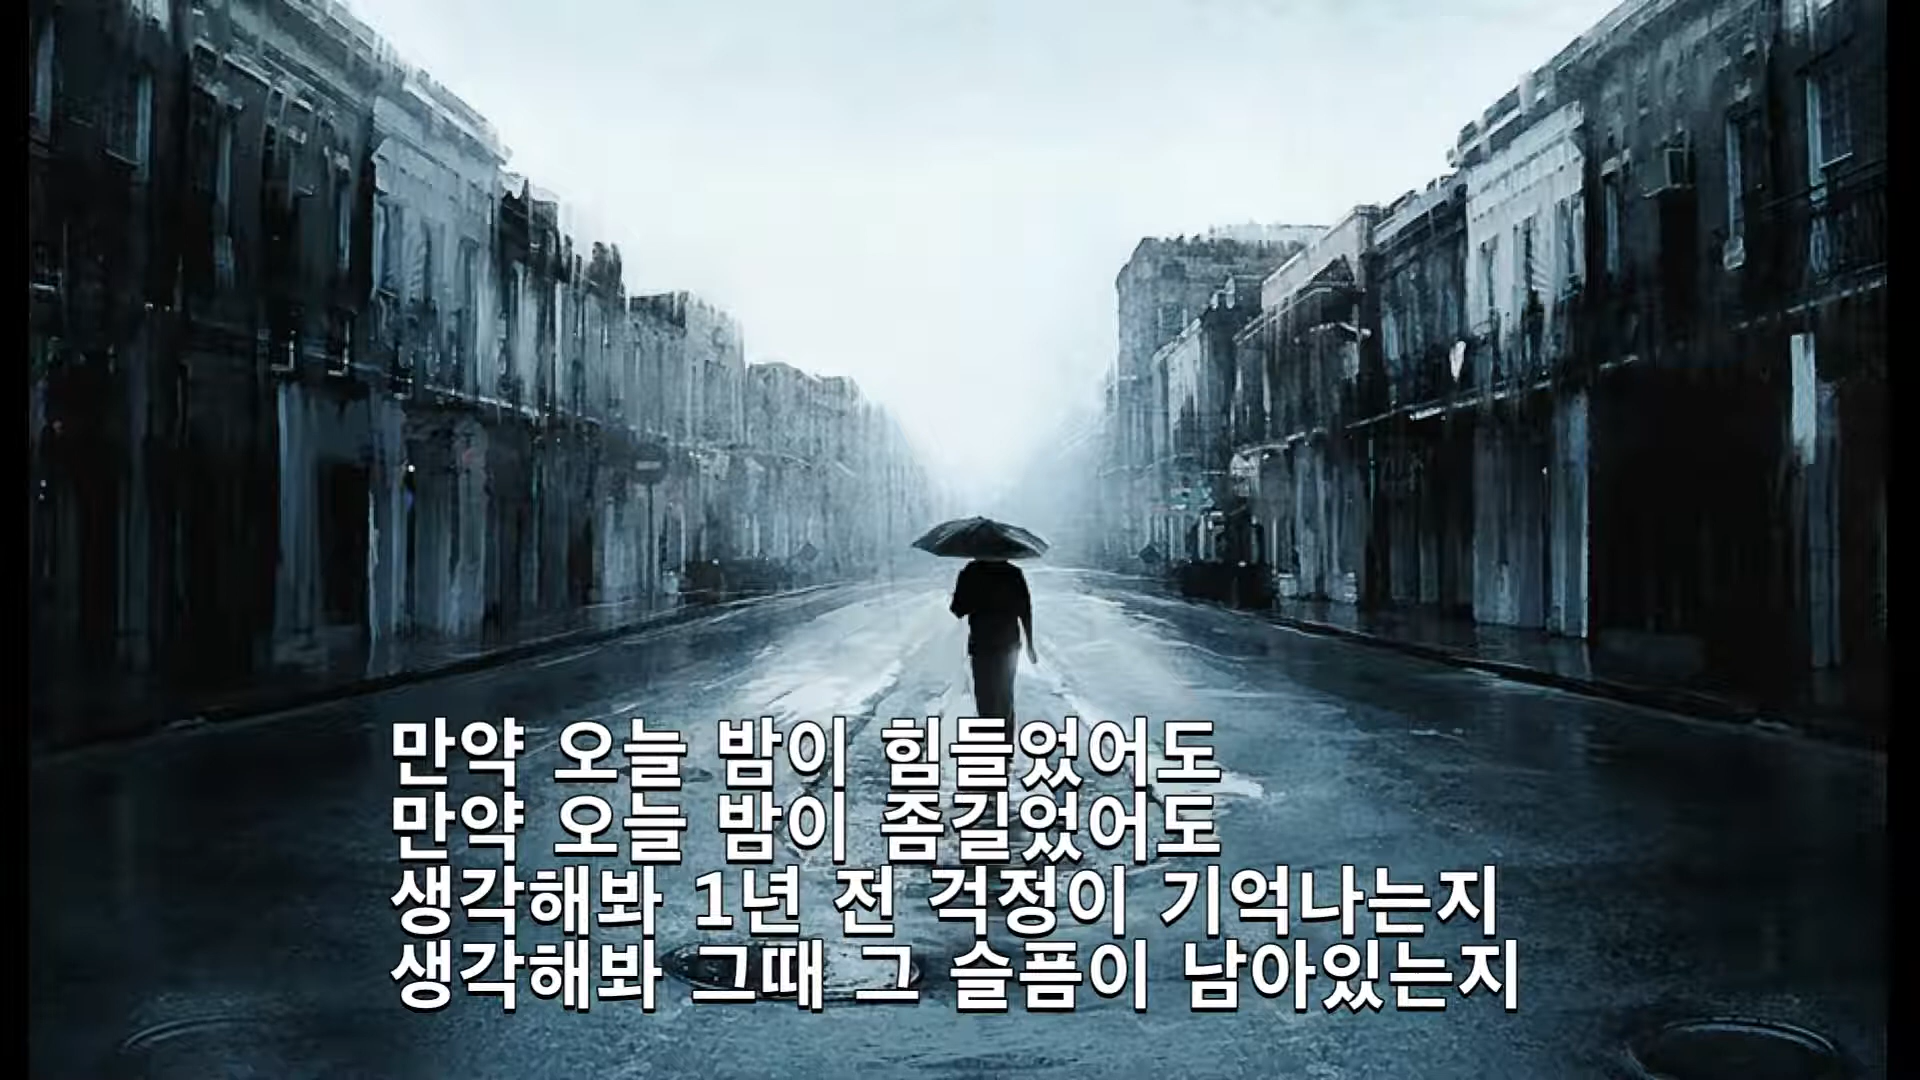 만약 오늘 밤이 힘들었어도
만약 오늘 밤이 좀길었어도
생각해봐 1년 전 걱정이 기억나는지
생각해봐 그때 그 슬픔이 남아있는지